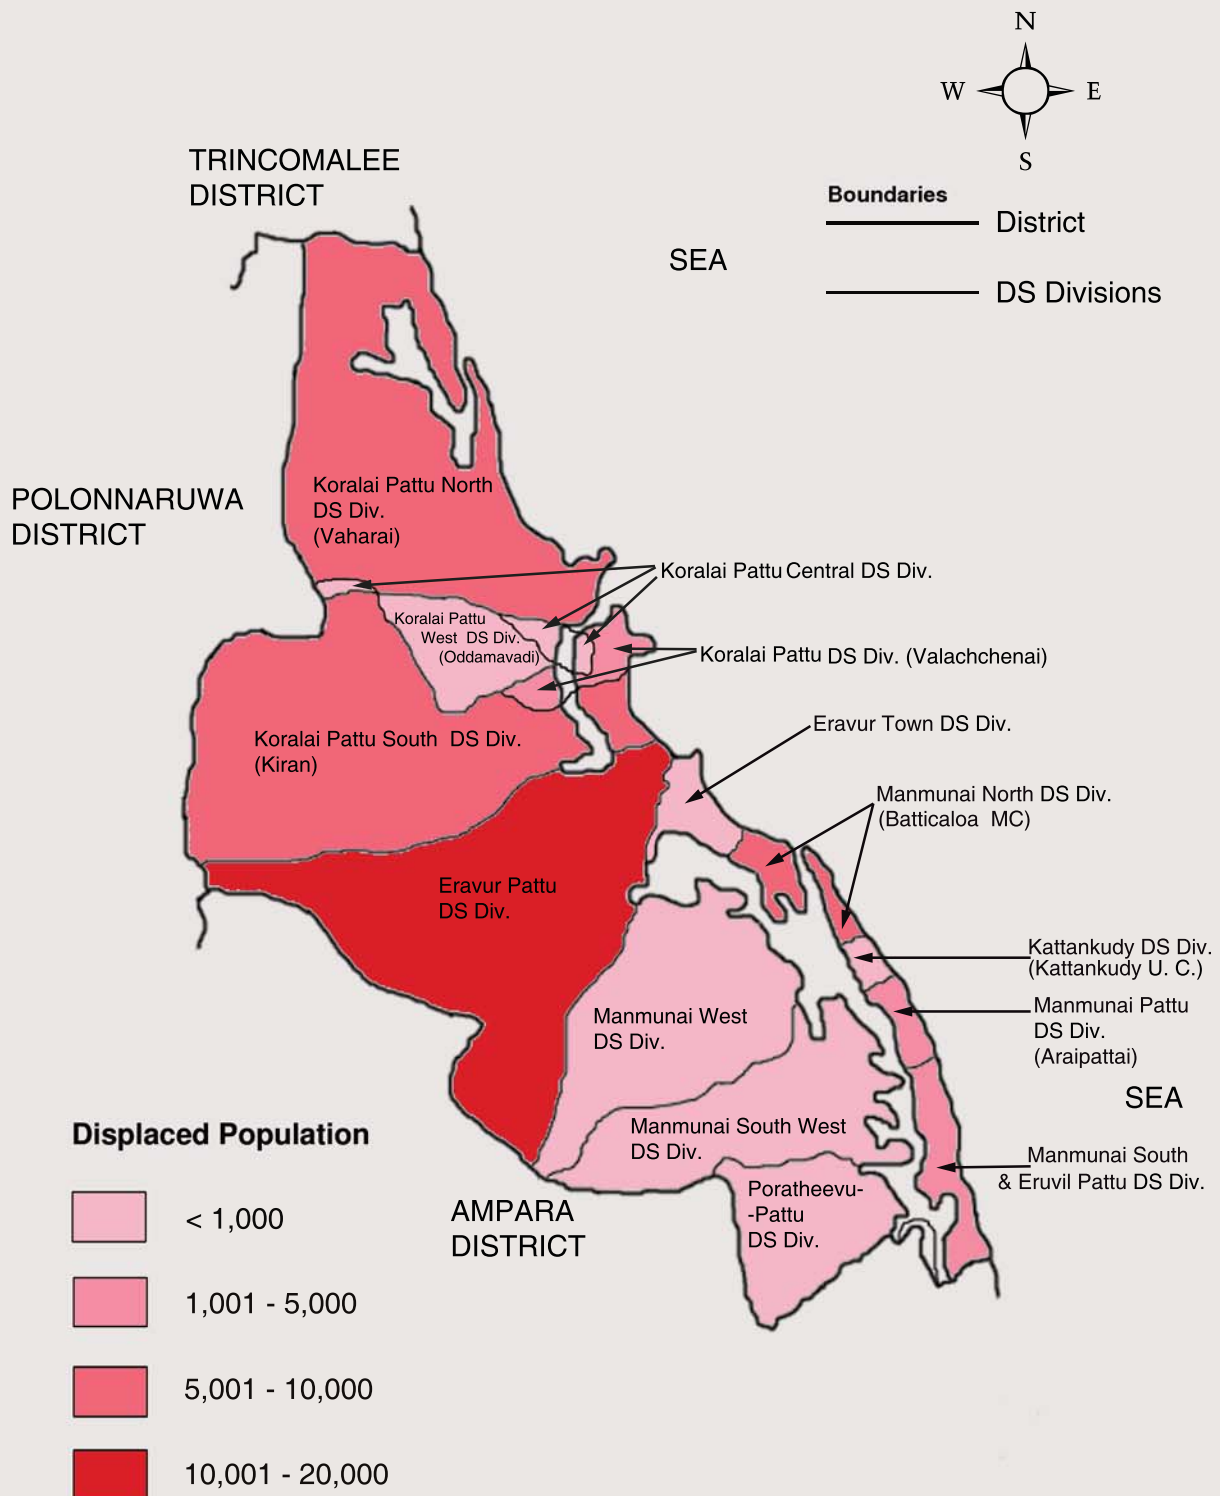 N
W E
S
TRINCOMALEE
DISTRICT
Boundaries
District
SEA
DS Divisions
Koralai Pattu North
DS Div.
(Vaharai)
POLONNARUWA
DISTRICT
Koralai Pattu Central DS Div.
Koralai Pattu
West DS Div.
(Oddamavadi)
Koralai Pattu DS Div. (Valachchenai)
Eravur Town DS Div.
Koralai Pattu South DS Div.
(Kiran)
Manmunai North DS Div.
(Batticaloa MC)
Eravur Pattu
DS Div.
Kattankudy DS Div.
(Kattankudy U. C.)
Manmunai Pattu
DS Div.
(Araipattai)
Manmunai West
DS Div.
SEA
Manmunai South West
DS Div.
Manmunai South
& Eruvil Pattu DS Div.
Poratheevu-
-Pattu
DS Div.
AMPARA
DISTRICT
Displaced Population
< 1,000
1,001 - 5,000
5,001 - 10,000
10,001 - 20,000